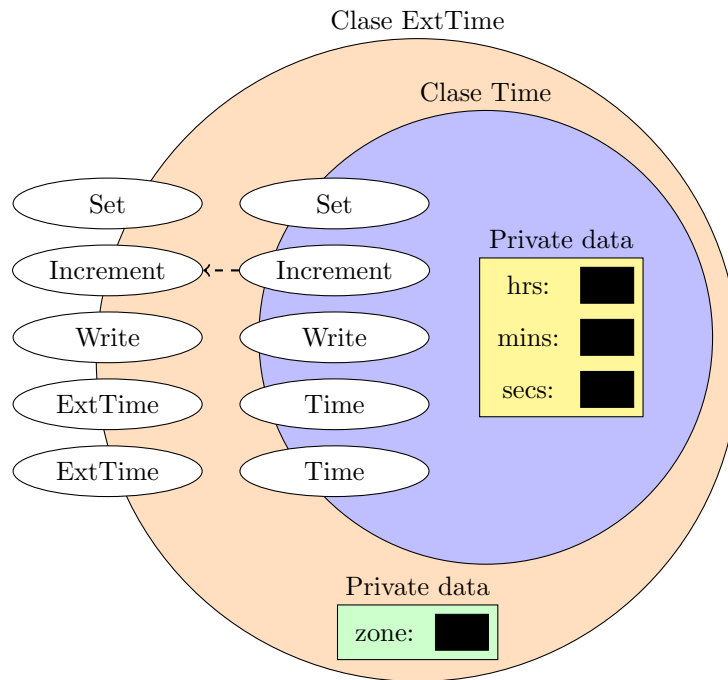 Clase ExtTime
Clase Time
Set
Set
Private data
Increment
Increment
hrs:
Write
Write
mins:
secs:
ExtTime
Time
ExtTime
Time
Private data
zone: